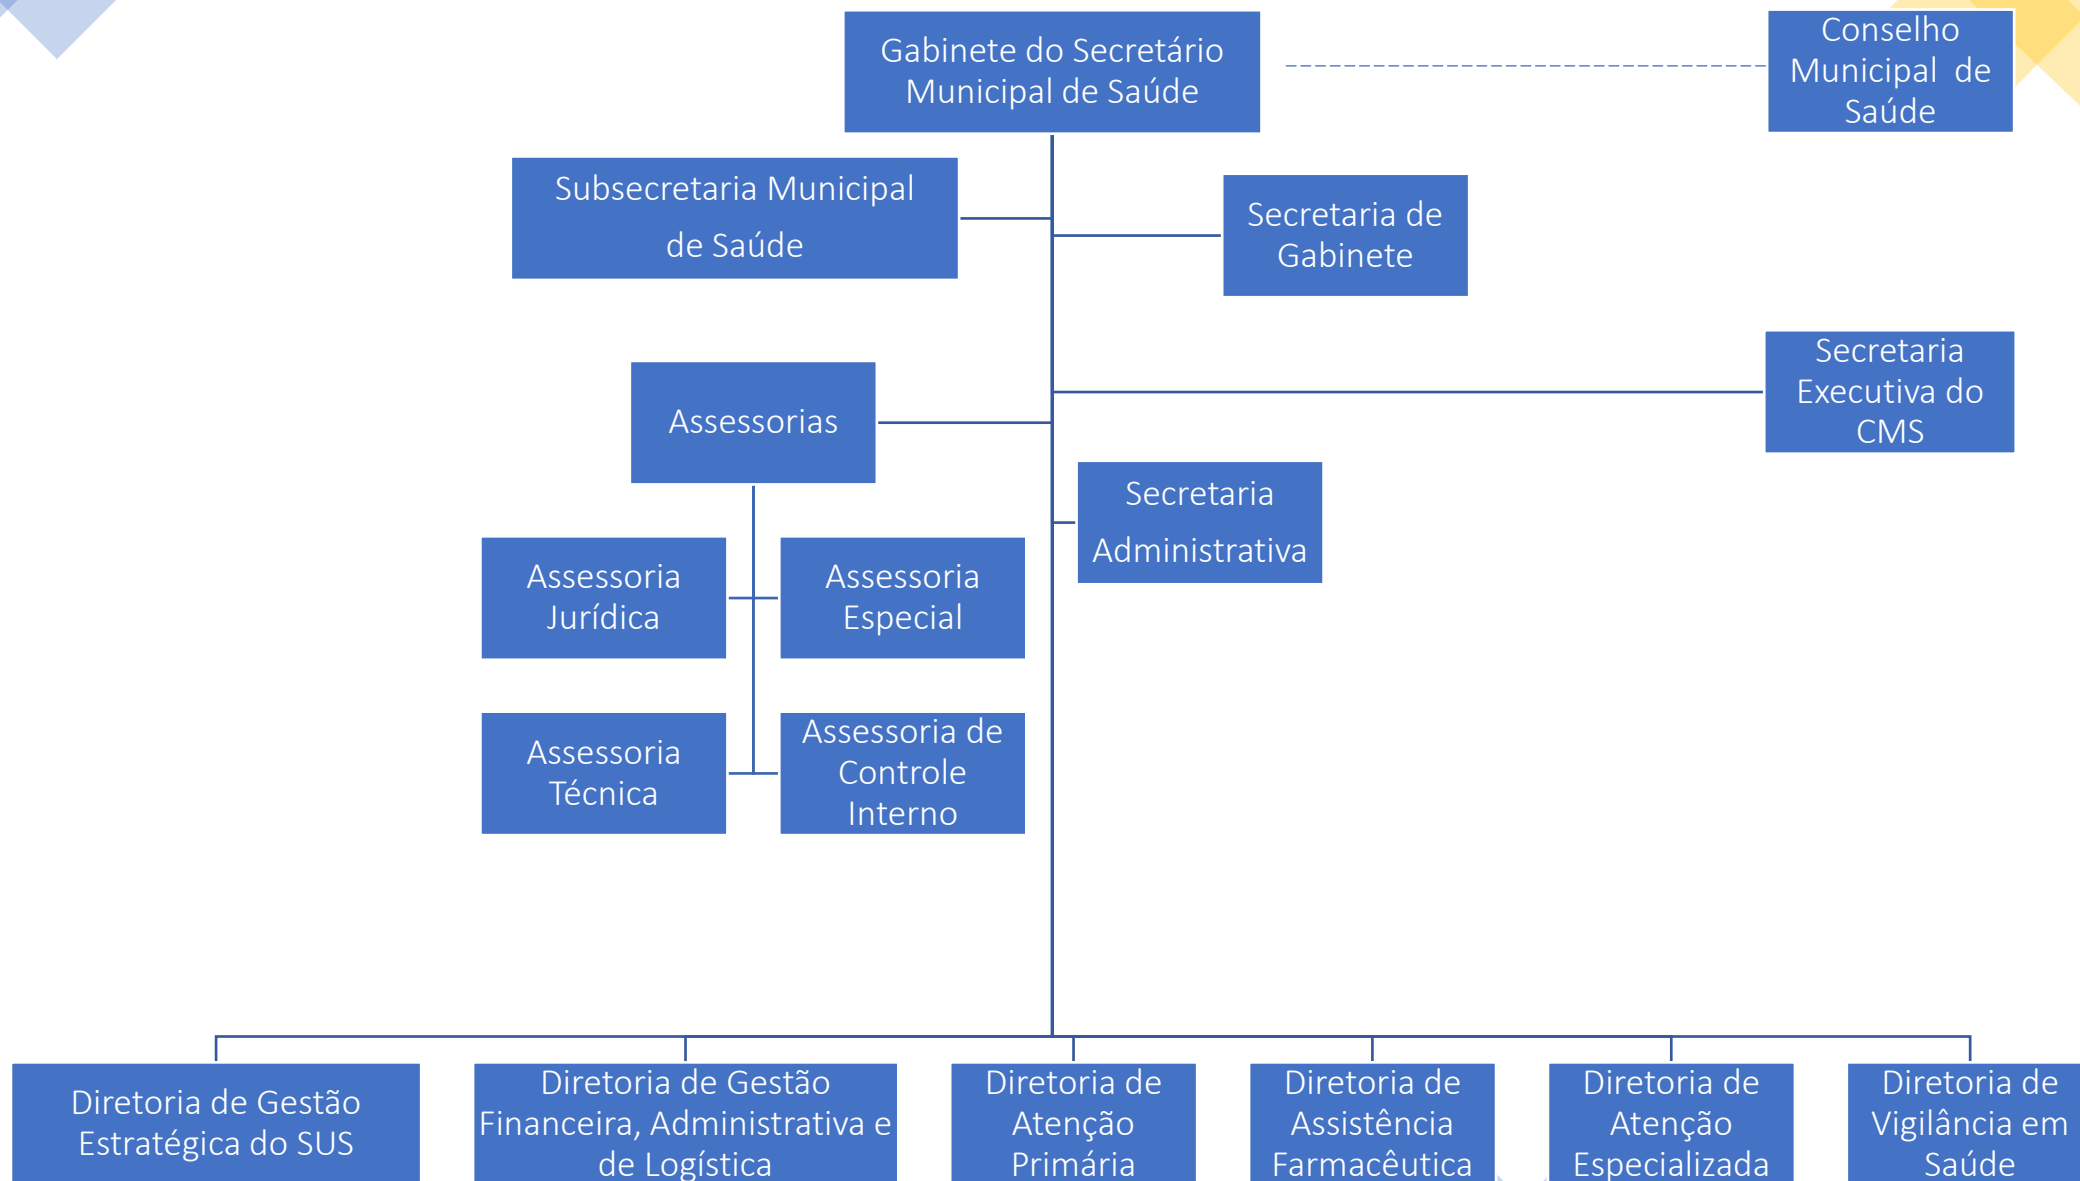 Gabinete do Secretário
Municipal de Saúde
Conselho
Municipal de
Saúde
Subsecretaria Municipal
de Saúde
Secretaria de
Gabinete
Secretaria
Executiva do
CMS
Assessorias
Secretaria
Administrativa
Assessoria
Jurídica
Assessoria
Especial
Assessoria
Técnica
Assessoria de
Controle
Interno
Diretoria de Gestão
Estratégica do SUS
Diretoria de Gestão
Financeira, Administrativa e
de Logística
Diretoria de
Atenção
Primária
Diretoria de
Assistência
Farmacêutica
Diretoria de
Atenção
Especializada
Diretoria de
Vigilância em
Saúde